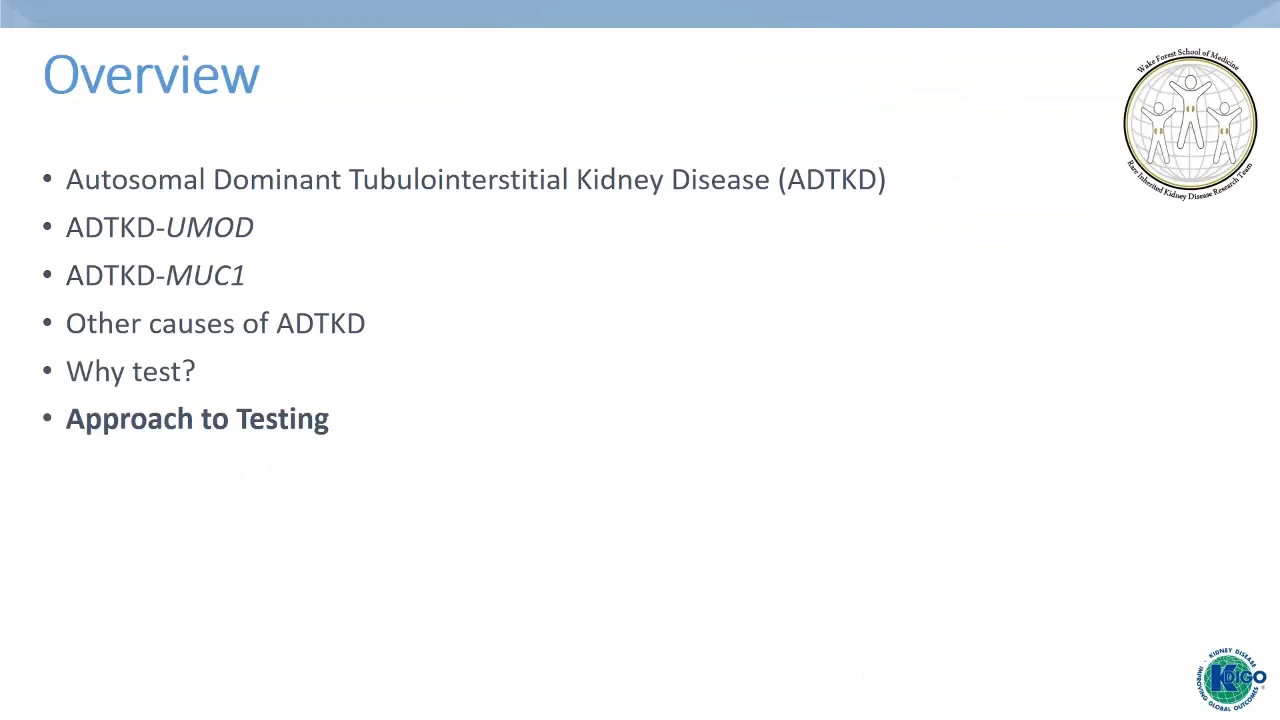 Overview
Wake Forest School of Medicine
Rare Inherited Kidney Disease Research Team
• Autosomal Dominant Tubulointerstitial Kidney Disease (ADTKD)
• ADTKD-UMOD
• ADTKD-MUC1
• Other causes of ADTKD
• Why test?
• Approach to Testing
KIDNEY DISEASE
KDIGO
IMPROVING GLOBAL OUTCOMES
®